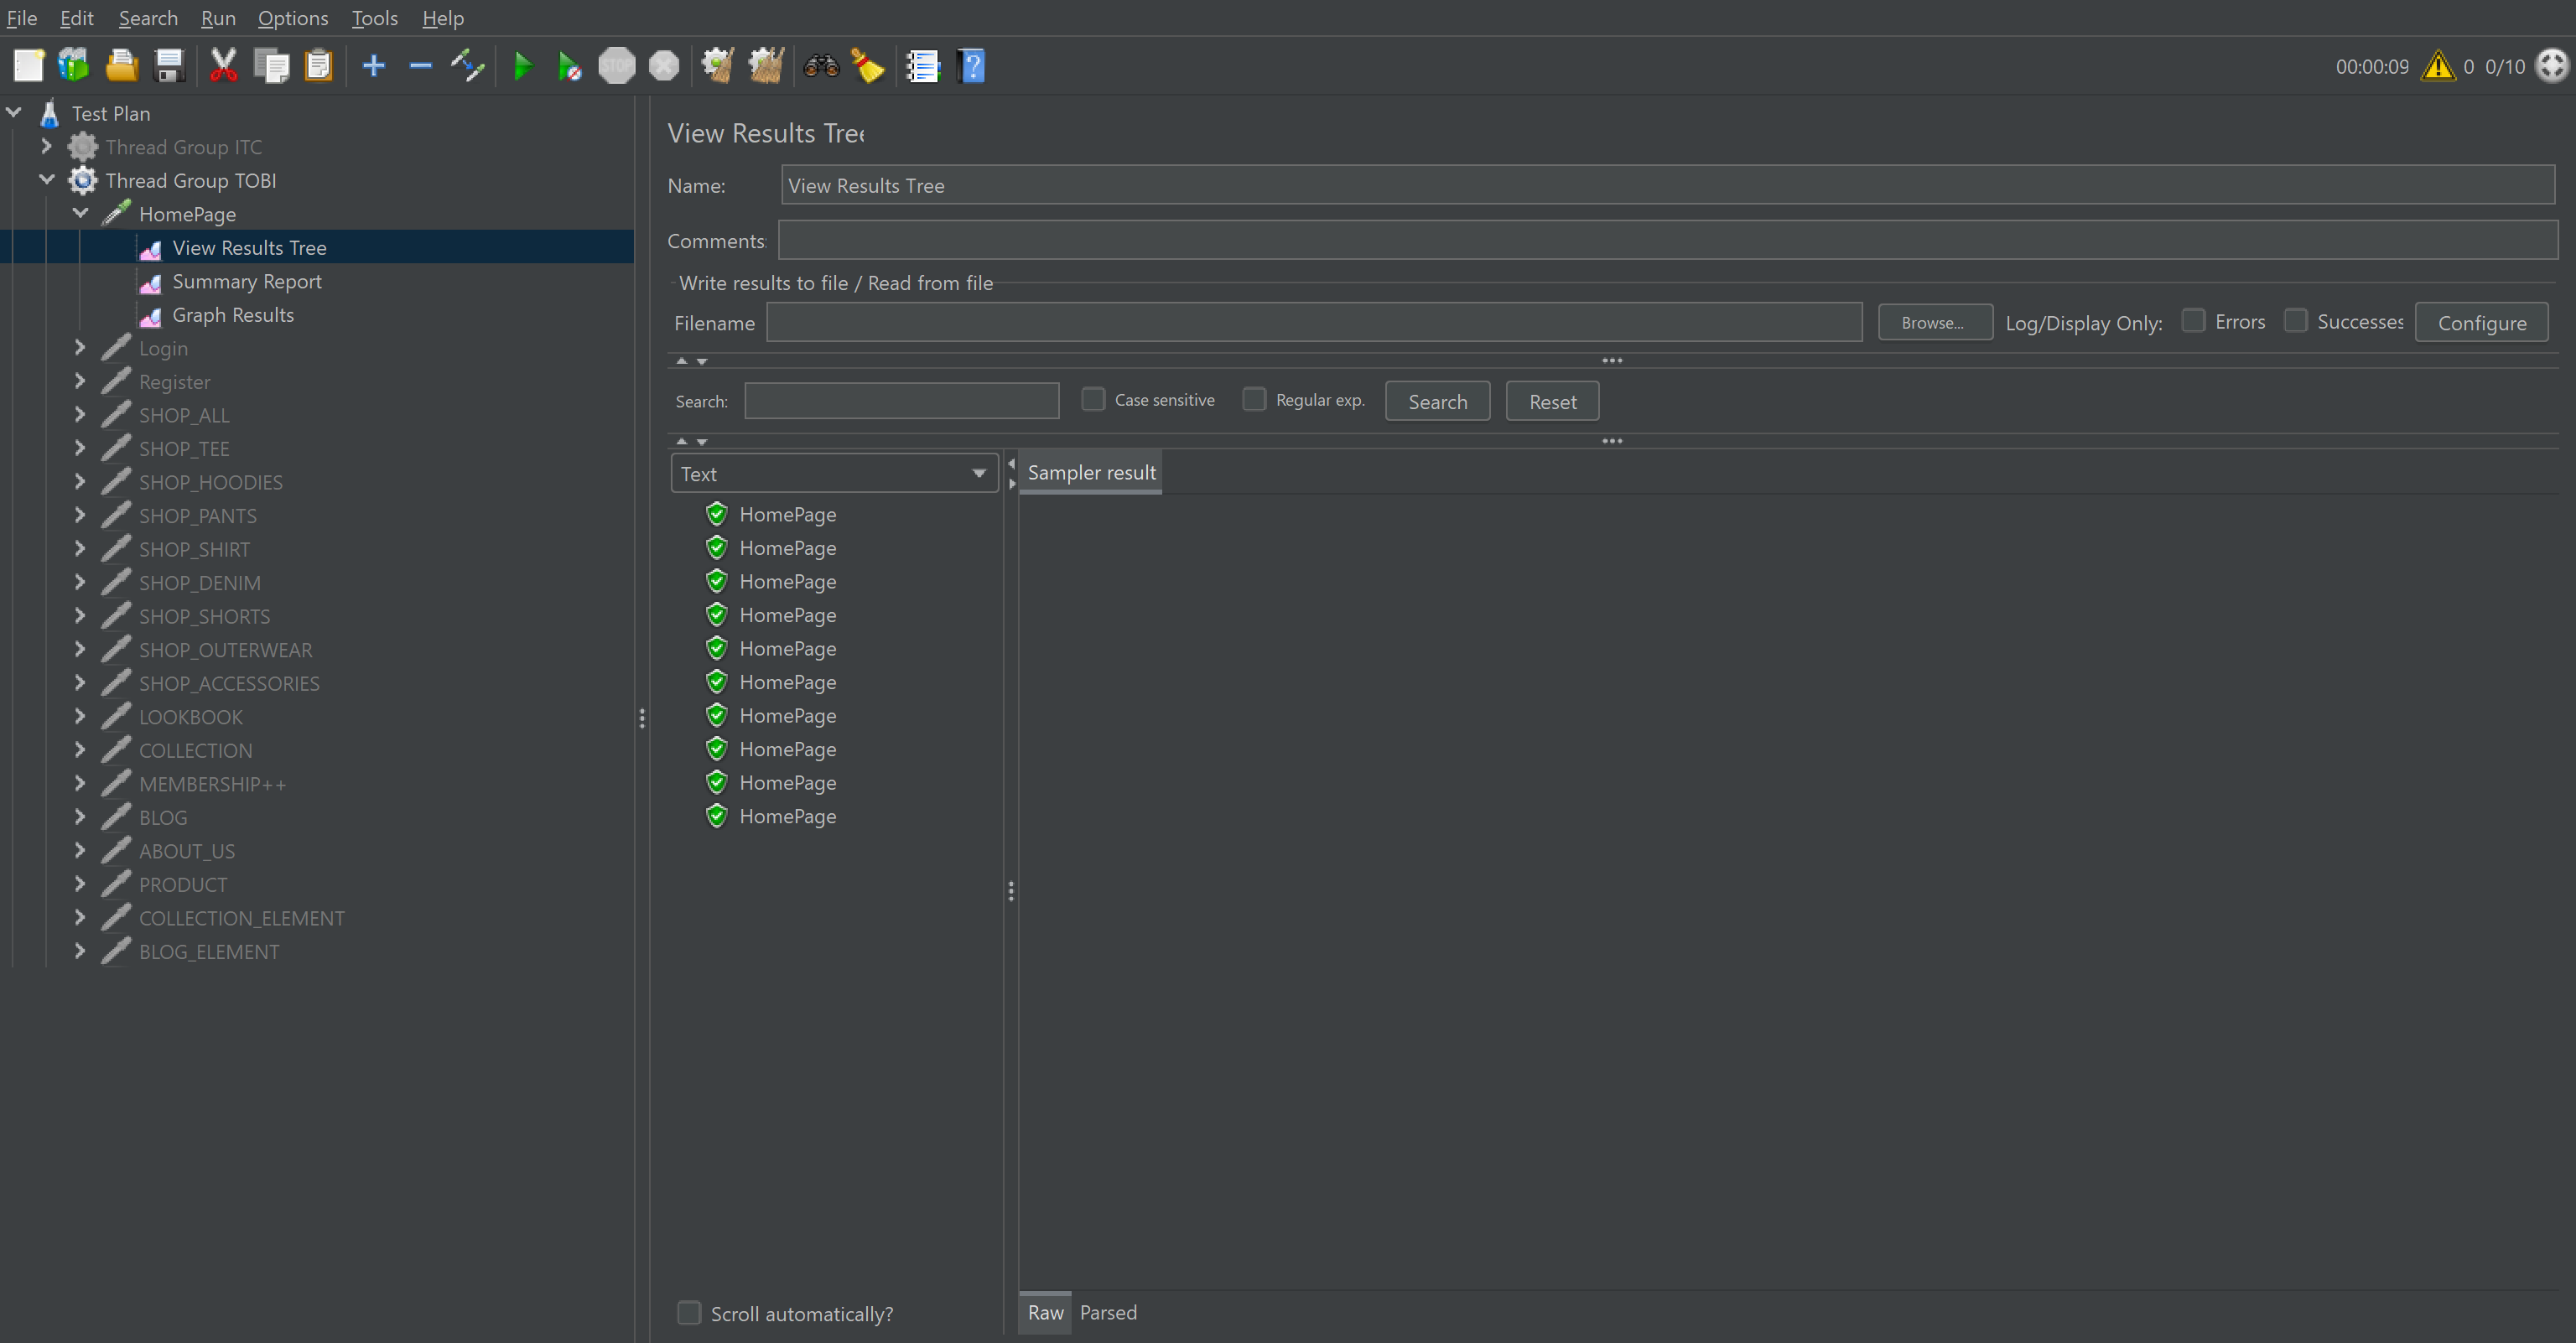 File Edit Search Run Options Tools Help
STOP
00:00:09 0 0/10
Test Plan
Thread Group ITC
Thread Group TOBI
HomePage
View Results Tree
Summary Report
Graph Results
Login
Register
SHOP_ALL
SHOP_TEE
SHOP_HOODIES
SHOP_PANTS
SHOP_SHIRT
SHOP_DENIM
SHOP_SHORTS
SHOP_OUTERWEAR
SHOP_ACCESSORIES
LOOKBOOK
COLLECTION
MEMBERSHIP++
BLOG
ABOUT_US
PRODUCT
COLLECTION_ELEMENT
BLOG_ELEMENT
View Results Tree
Name: View Results Tree
Comments:
Write results to file / Read from file
Filename Browse... Log/Display Only: Errors Successes Configure
Search: Case sensitive Regular exp. Search Reset
Text
Sampler result
HomePage
HomePage
HomePage
HomePage
HomePage
HomePage
HomePage
HomePage
HomePage
HomePage
Scroll automatically?
Raw Parsed